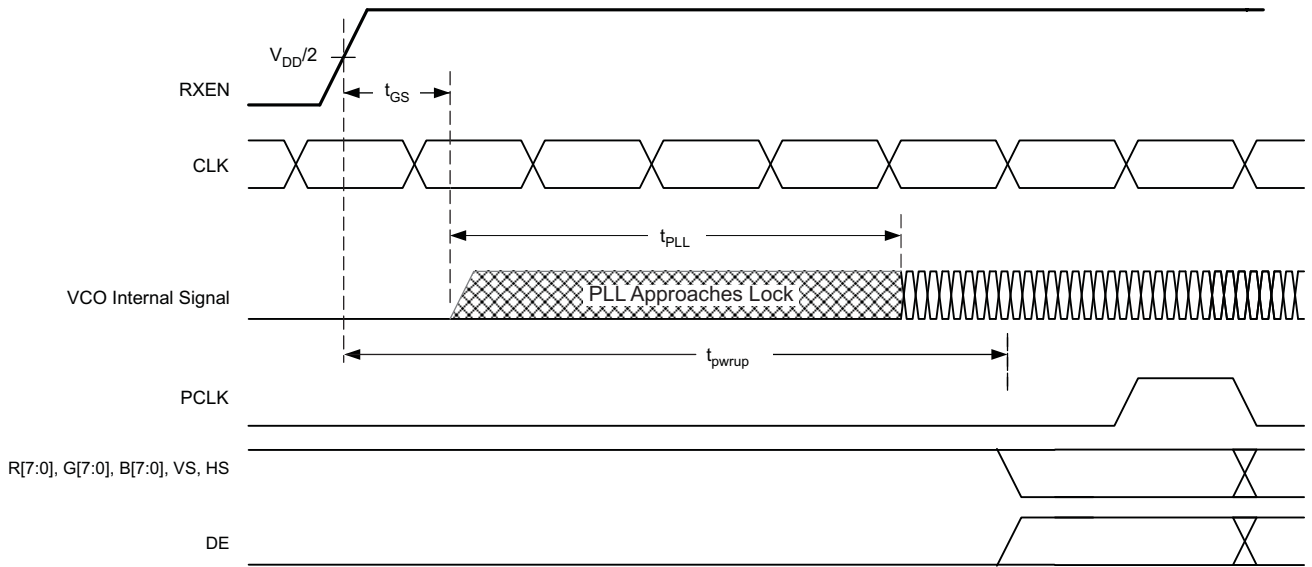 V_DD/2
RXEN
t_GS
CLK
t_PLL
VCO Internal Signal
PLL Approaches Lock
t_pwrup
PCLK
R[7:0], G[7:0], B[7:0], VS, HS
DE